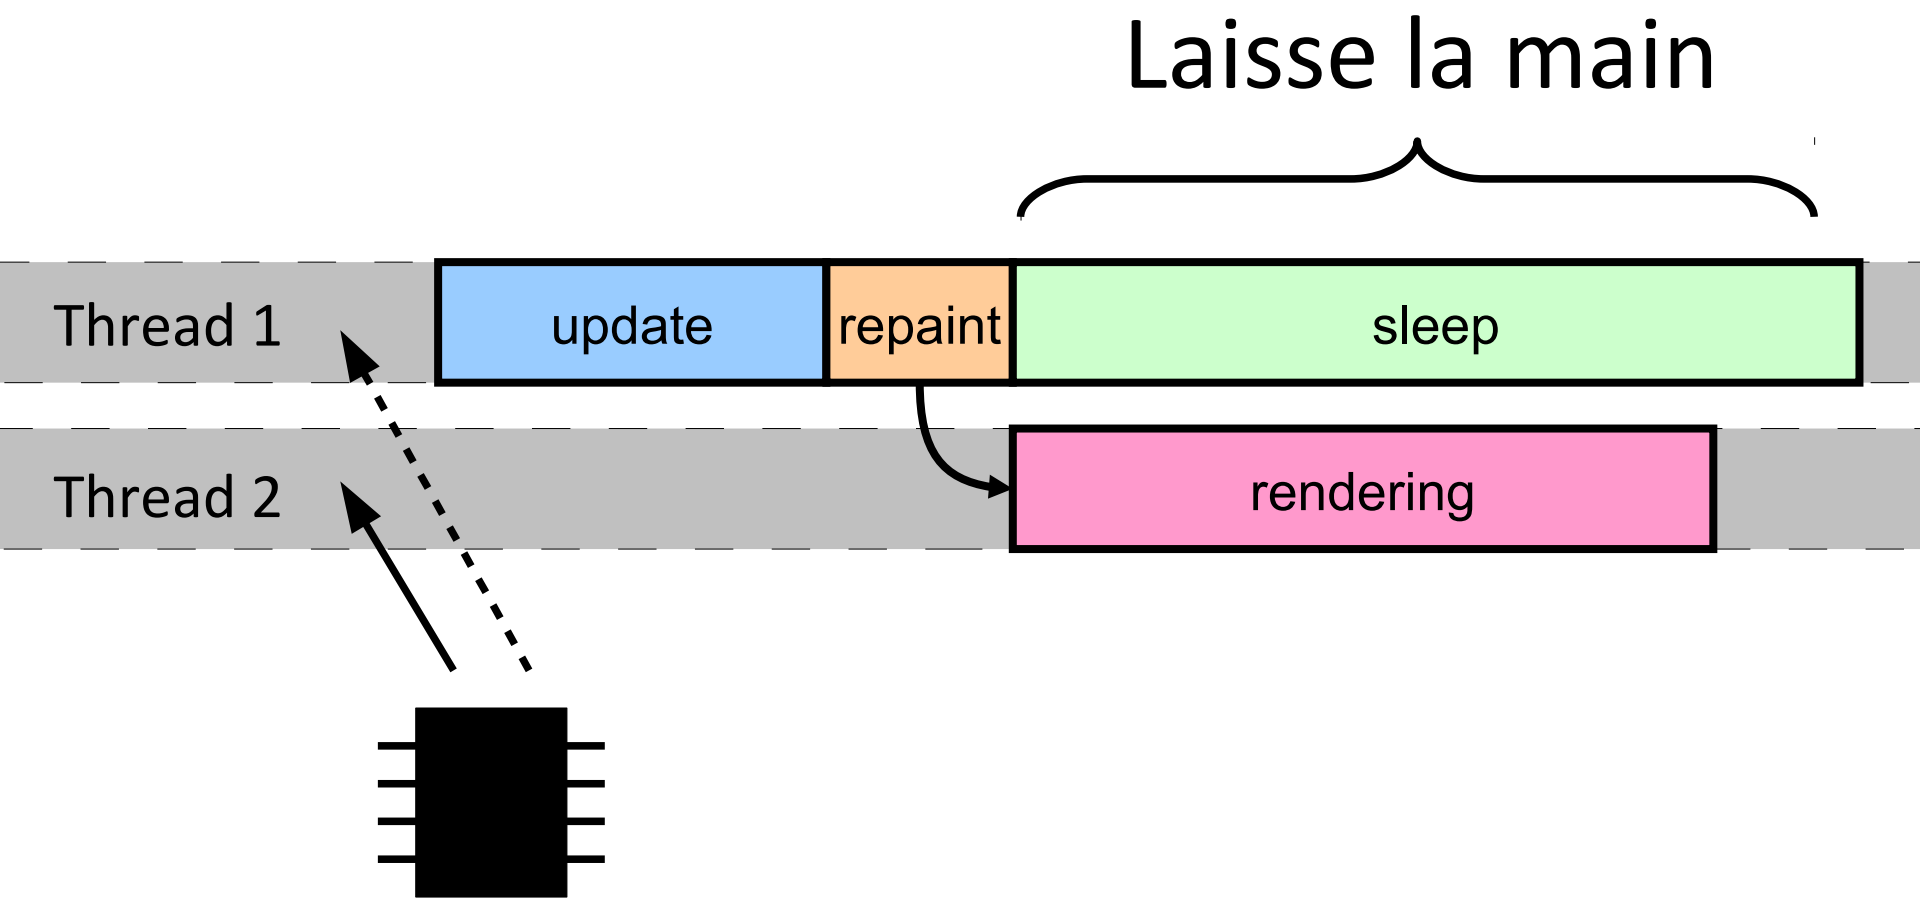 Laisse la main
Thread 1
update
repaint
sleep
Thread 2
rendering